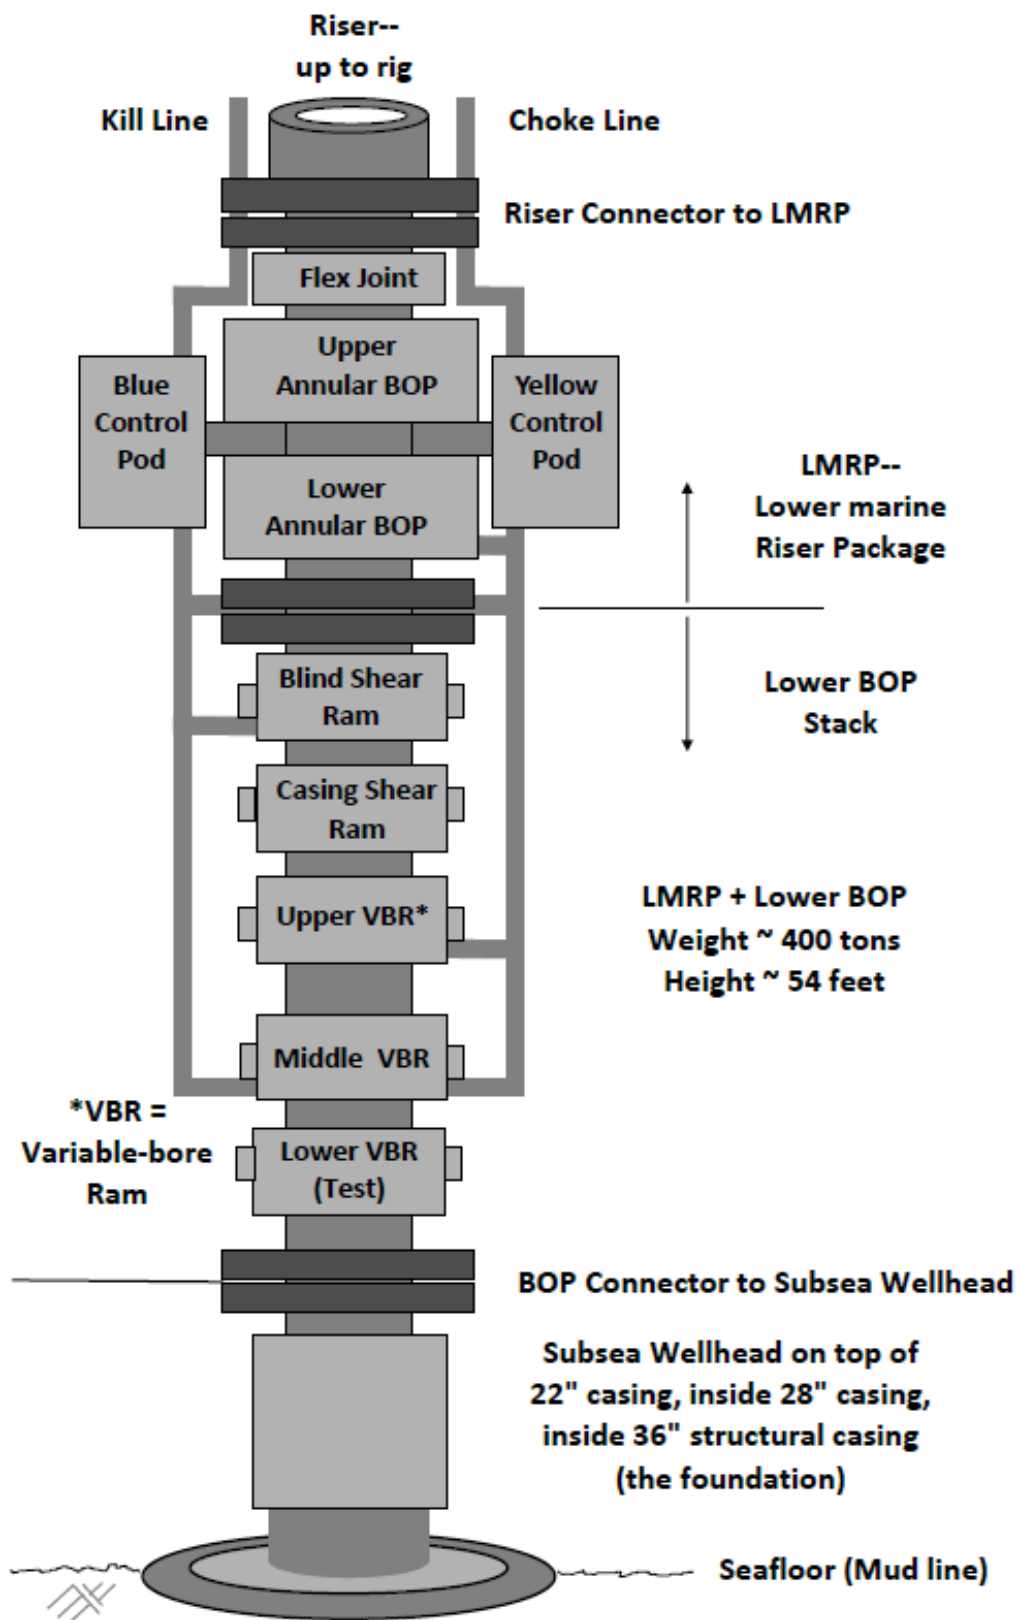 Riser--
up to rig
Kill Line
Choke Line
Riser Connector to LMRP
Flex Joint
Upper
Annular BOP
Blue
Control
Pod
Yellow
Control
Pod
Lower
Annular BOP
LMRP--
Lower marine
Riser Package
Blind Shear
Ram
Lower BOP
Stack
Casing Shear
Ram
Upper VBR*
LMRP + Lower BOP
Weight ~ 400 tons
Height ~ 54 feet
Middle VBR
*VBR =
Variable-bore
Ram
Lower VBR
(Test)
BOP Connector to Subsea Wellhead
Subsea Wellhead on top of
22" casing, inside 28" casing,
inside 36" structural casing
(the foundation)
Seafloor (Mud line)